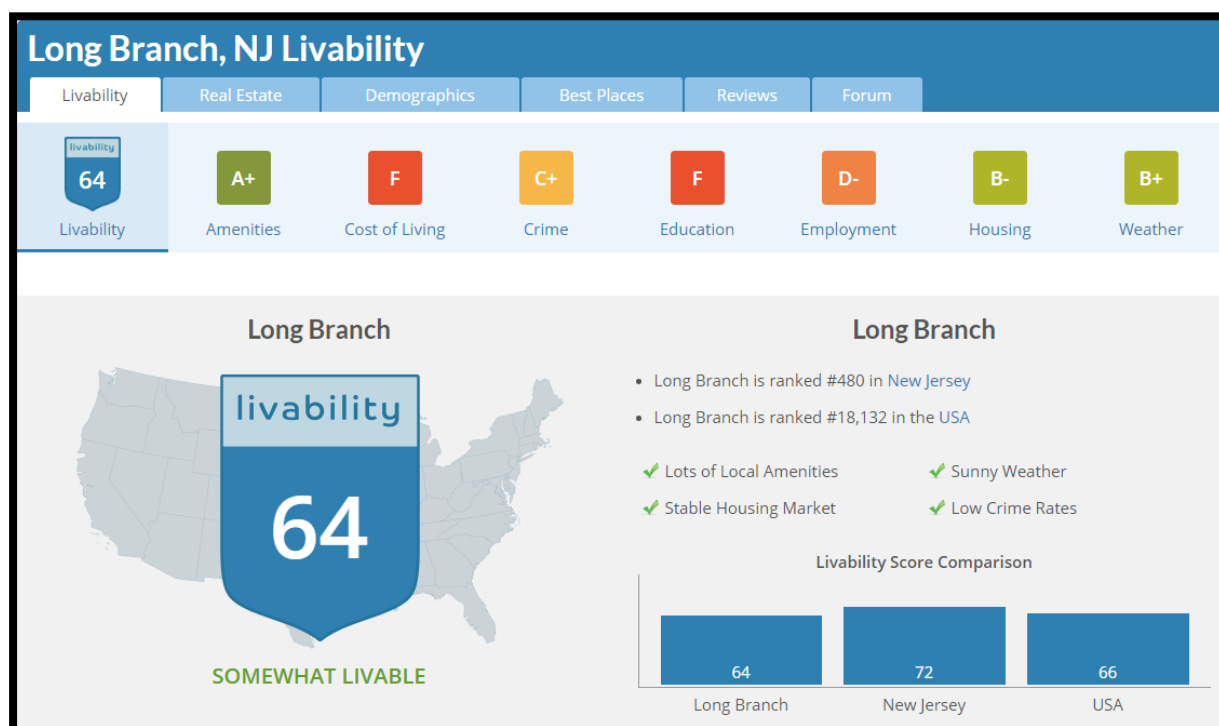 Long Branch, NJ Livability
Livability Real Estate Demographics Best Places Reviews Forum
livability
64 A+ F C+ F D- B- B+
Livability Amenities Cost of Living Crime Education Employment Housing Weather
Long Branch
livability
64
SOMEWHAT LIVABLE
Long Branch
• Long Branch is ranked #480 in New Jersey
• Long Branch is ranked #18,132 in the USA
Lots of Local Amenities Sunny Weather
Stable Housing Market Low Crime Rates
Livability Score Comparison
64 72 66
Long Branch New Jersey USA